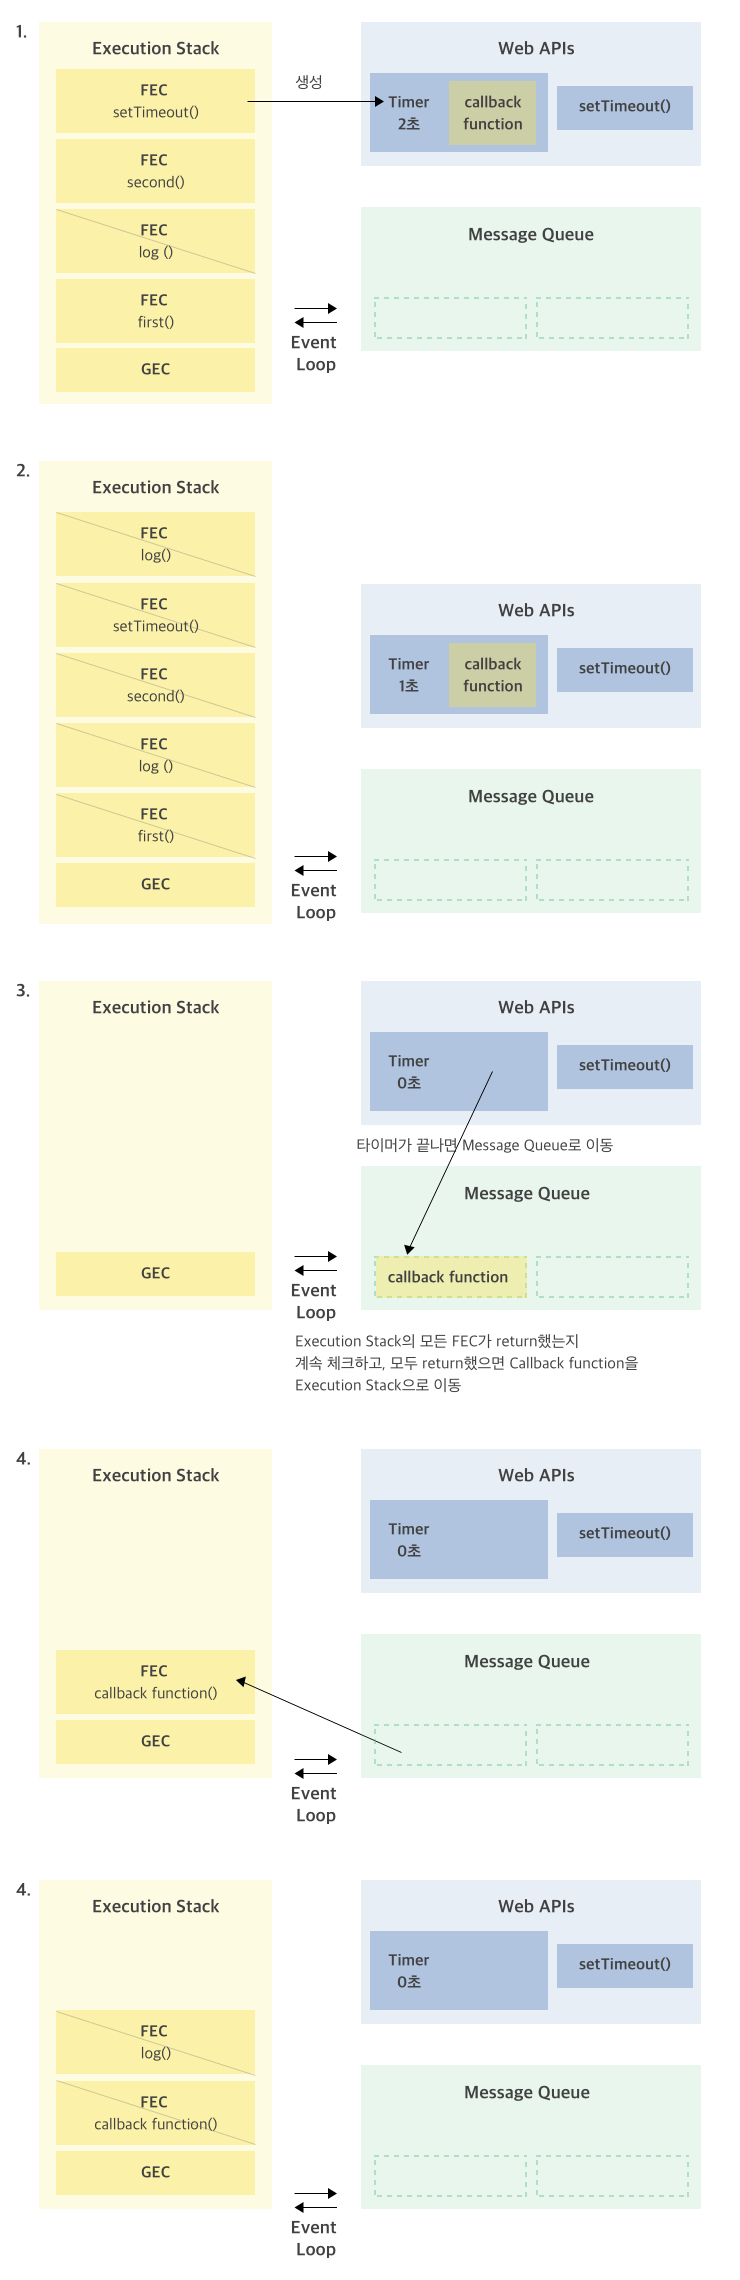 1.
Execution Stack
FEC
setTimeout()
FEC
second()
FEC
log ()
FEC
first()
GEC
생성
Web APIs
Timer
2초
callback
function
setTimeout()
Message Queue
Event
Loop
2.
Execution Stack
FEC
log()
FEC
setTimeout()
FEC
second()
FEC
log ()
FEC
first()
GEC
Web APIs
Timer
1초
callback
function
setTimeout()
Message Queue
Event
Loop
3.
Execution Stack
GEC
Web APIs
Timer
0초
setTimeout()
타이머가 끝나면 Message Queue로 이동
Message Queue
callback function
Event
Loop
Execution Stack의 모든 FEC가 return했는지
계속 체크하고, 모두 return했으면 Callback function을
Execution Stack으로 이동
4.
Execution Stack
FEC
callback function()
GEC
Web APIs
Timer
0초
setTimeout()
Message Queue
Event
Loop
4.
Execution Stack
FEC
log()
FEC
callback function()
GEC
Web APIs
Timer
0초
setTimeout()
Message Queue
Event
Loop